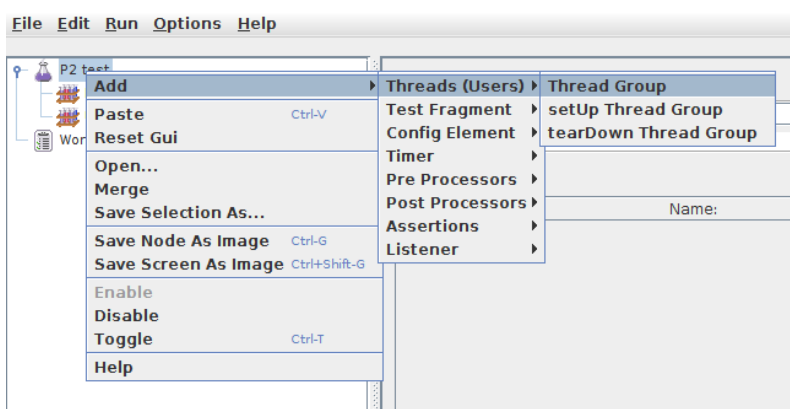 File Edit Run Options Help
P2 test
Wor
Add
Paste Ctrl-V
Reset Gui
Open...
Merge
Save Selection As...
Save Node As Image Ctrl-G
Save Screen As Image Ctrl+Shift-G
Enable
Disable
Toggle Ctrl-T
Help
Threads (Users)
Test Fragment
Config Element
Timer
Pre Processors
Post Processors
Assertions
Listener
Thread Group
setUp Thread Group
tearDown Thread Group
Name: